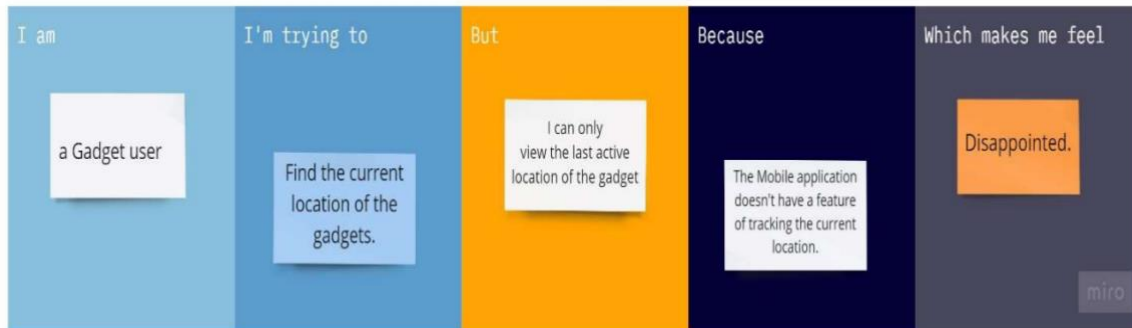 I am
a Gadget user
I'm trying to
Find the current
location of the
gadgets.
But
I can only
view the last active
location of the gadget
Because
The Mobile application
doesn't have a feature
of tracking the current
location.
Which makes me feel
Disappointed.
miro